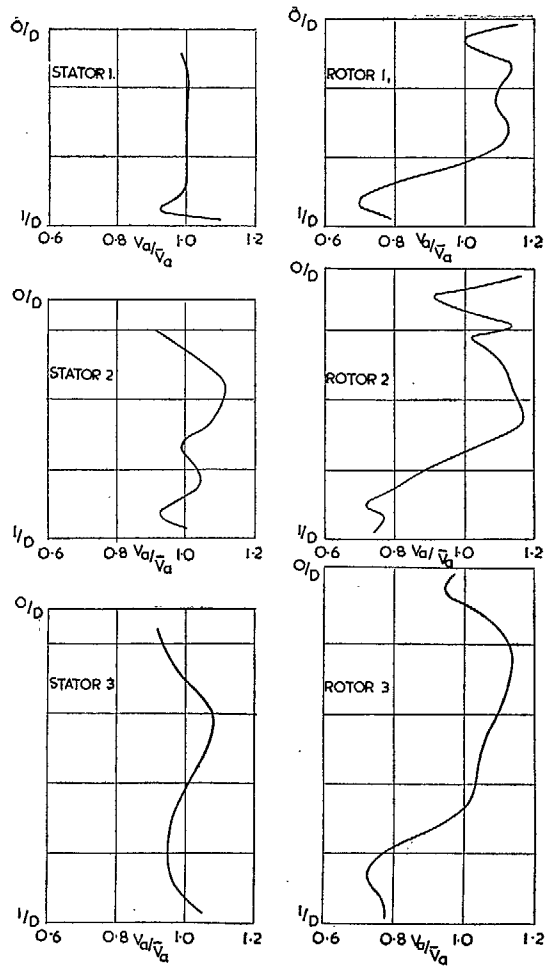 O/D
STATOR 1.
I/D
0.6 0.8 Va/V̄a 1.0 1.2
O/D
ROTOR 1.
I/D
0.6 0.8 Va/V̄a 1.0 1.2
O/D
STATOR 2
I/D
0.6 0.8 Va/V̄a 1.0 1.2
O/D
ROTOR 2
I/D
0.6 0.8 Va/V̄a 1.0 1.2
O/D
STATOR 3
I/D
0.6 0.8 Va/V̄a 1.0 1.2
O/D
ROTOR 3
I/D
0.6 0.8 Va/V̄a 1.0 1.2